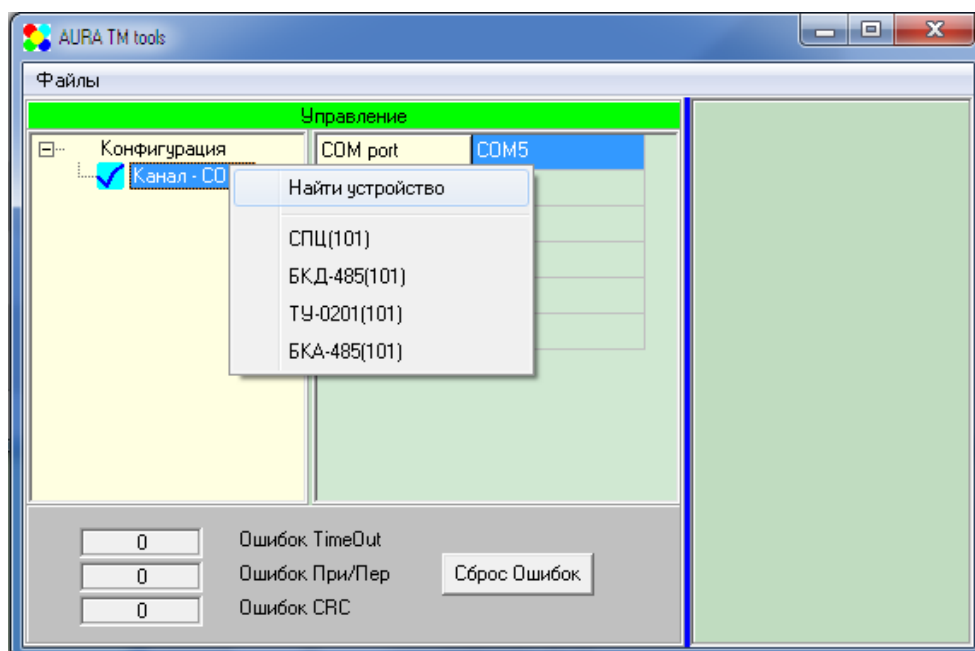 AURA TM tools
Файлы
Управление
Конфигурация
COM port COM5
Канал - CO
Найти устройство
СПЦ(101)
БКД-485(101)
ТУ-0201(101)
БКА-485(101)
0 Ошибок TimeOut
0 Ошибок При/Пер
Сброс Ошибок
0 Ошибок CRC